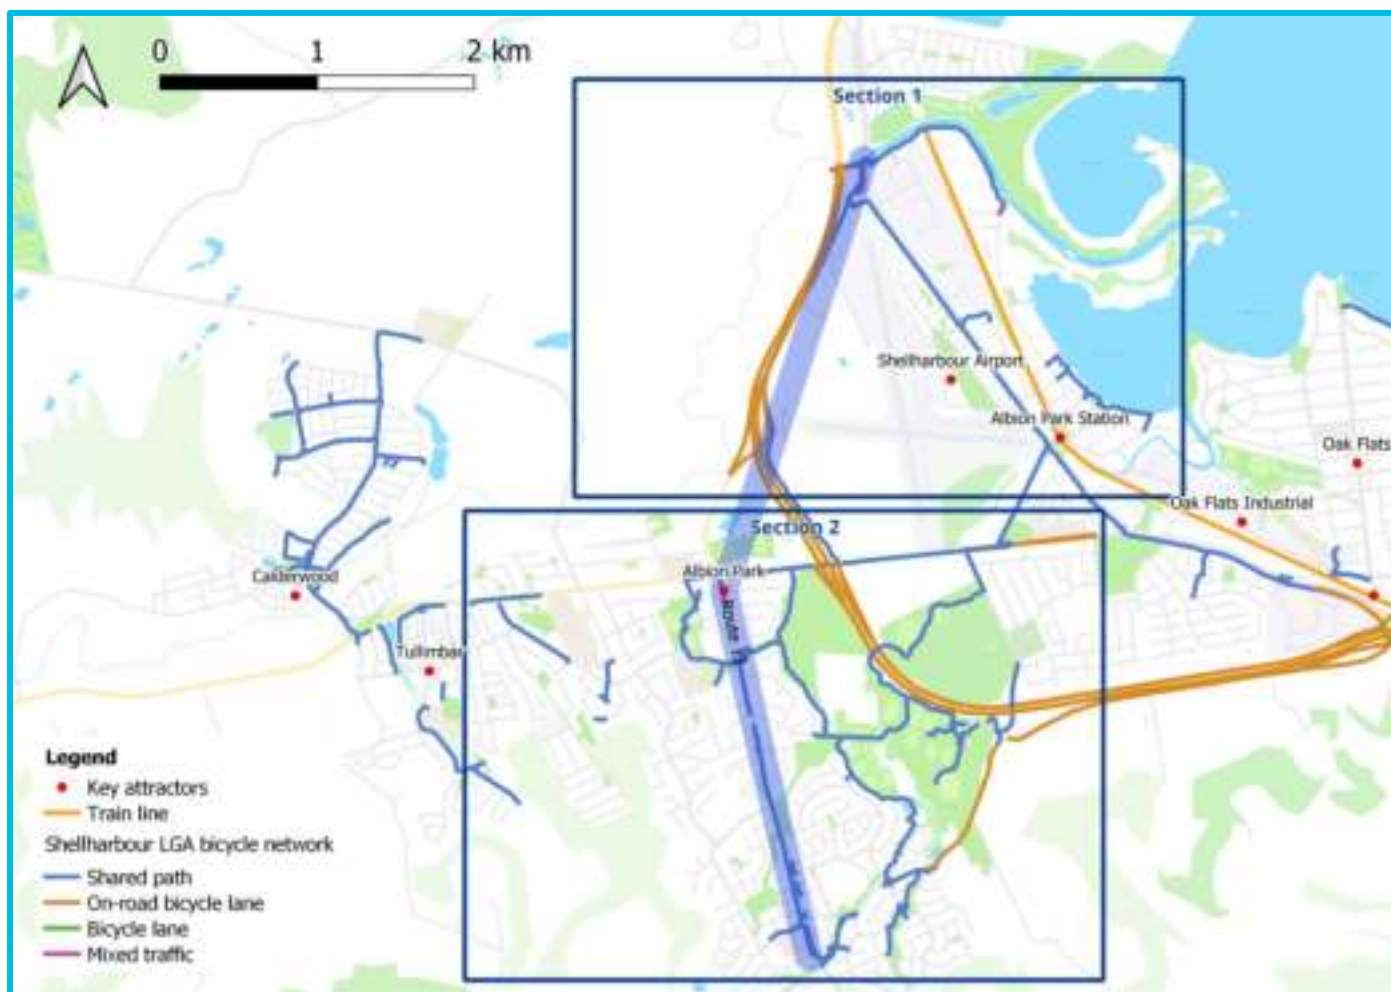 0 1 2 km
Section 1
Shellharbour Airport
Albion Park Station
Oak Flats
Oak Flats Industrial
Section 2
Albion Park
Calderwood
Route
Tullimbar
Legend
Key attractors
Train line
Shellharbour LGA bicycle network
Shared path
On-road bicycle lane
Bicycle lane
Mixed traffic